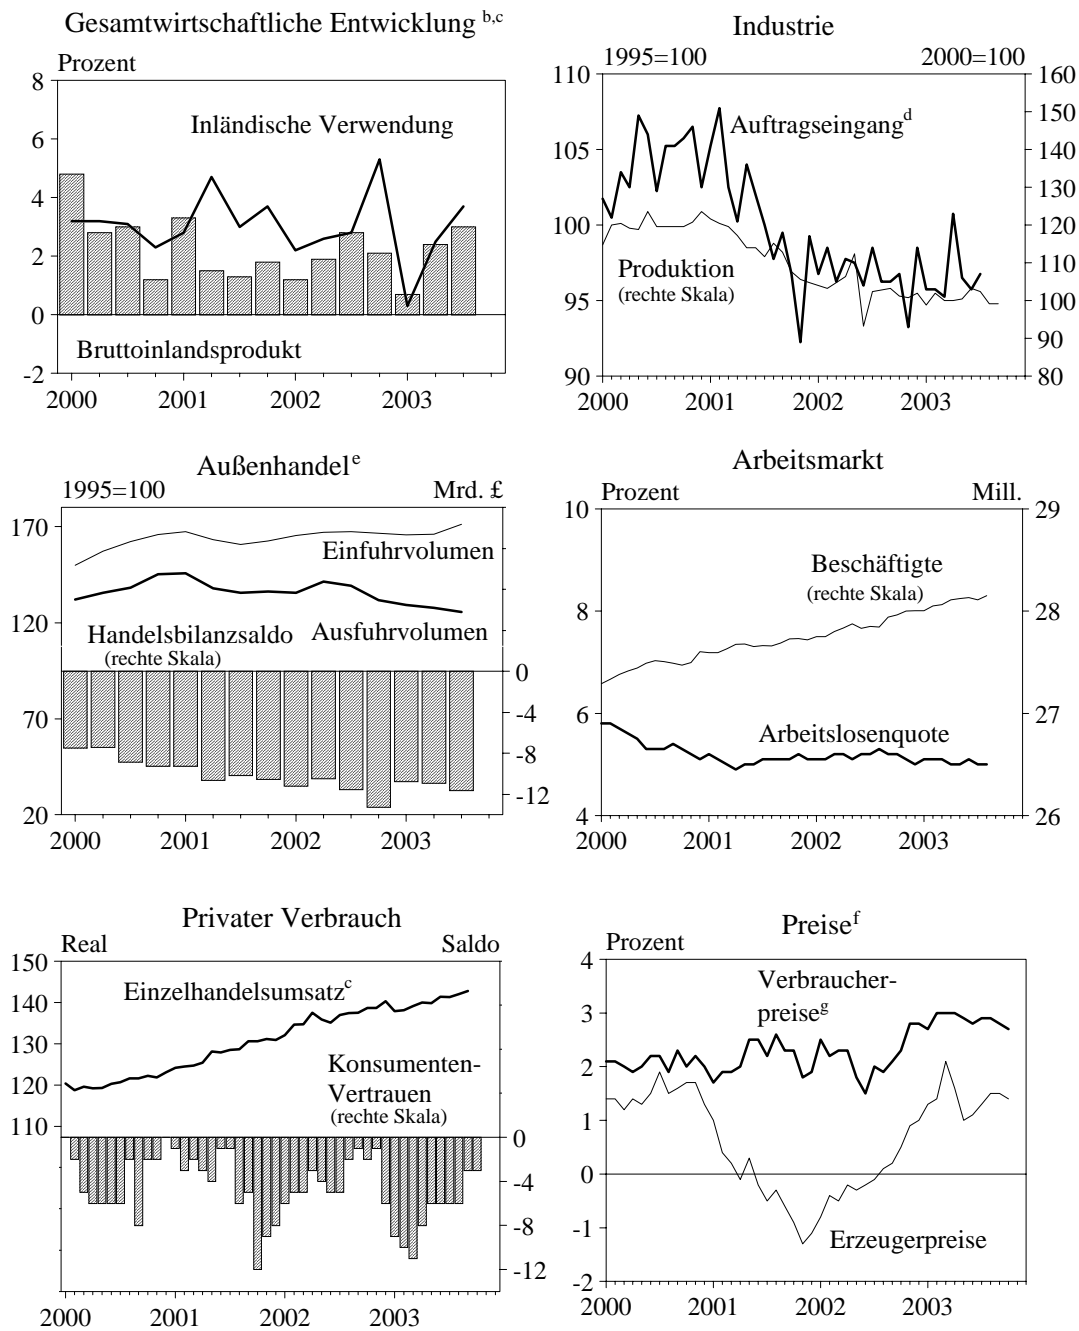 Gesamtwirtschaftliche Entwicklung b,c
Prozent
8
6
4
2
0
-2
Inländische Verwendung
Bruttoinlandsprodukt
2000 2001 2002 2003
Industrie
1995=100 2000=100
110
105
100
95
90
160
150
140
130
120
110
100
90
80
Auftragseingang d
Produktion
(rechte Skala)
2000 2001 2002 2003
Außenhandel e
1995=100 Mrd. £
170
120
70
20
0
-4
-8
-12
Einfuhrvolumen
Ausfuhrvolumen
Handelsbilanzsaldo
(rechte Skala)
2000 2001 2002 2003
Arbeitsmarkt
Prozent Mill.
10
8
6
4
29
28
27
26
Beschäftigte
(rechte Skala)
Arbeitslosenquote
2000 2001 2002 2003
Privater Verbrauch
Real Saldo
150
140
130
120
110
0
-4
-8
-12
Einzelhandelsumsatz c
Konsumenten-
Vertrauen
(rechte Skala)
2000 2001 2002 2003
Preise f
Prozent
4
3
2
1
0
-1
-2
Verbraucher-
preise g
Erzeugerpreise
2000 2001 2002 2003